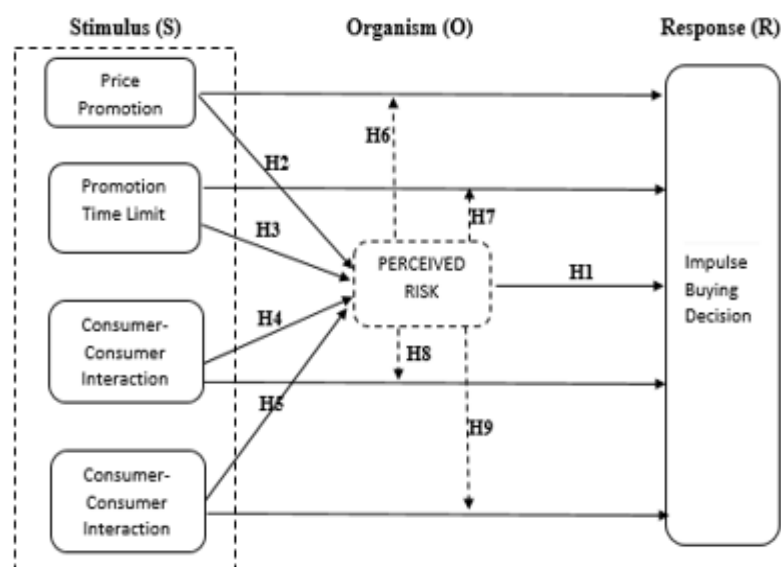 Stimulus (S)
Organism (O)
Response (R)
Price
Promotion
H6
H2
Promotion
Time Limit
H7
H3
PERCEIVED
RISK
H1
Impulse
Buying
Decision
Consumer-
Consumer
Interaction
H4
H8
H5
H9
Consumer-
Consumer
Interaction